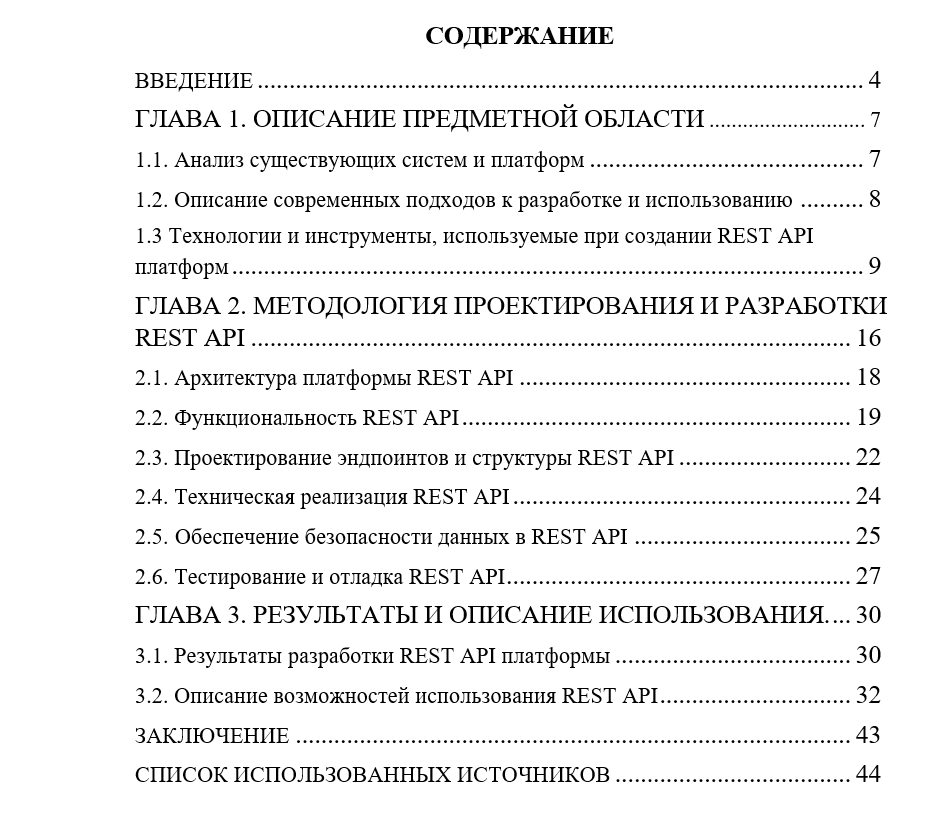 СОДЕРЖАНИЕ
ВВЕДЕНИЕ ........................................................................................ 4
ГЛАВА 1. ОПИСАНИЕ ПРЕДМЕТНОЙ ОБЛАСТИ ............................... 7
1.1. Анализ существующих систем и платформ ........................................ 7
1.2. Описание современных подходов к разработке и использованию .......... 8
1.3 Технологии и инструменты, используемые при создании REST API
платформ ............................................................................................ 9
ГЛАВА 2. МЕТОДОЛОГИЯ ПРОЕКТИРОВАНИЯ И РАЗРАБОТКИ
REST API ........................................................................................ 16
2.1. Архитектура платформы REST API .................................................. 18
2.2. Функциональность REST API .......................................................... 19
2.3. Проектирование эндпоинтов и структуры REST API .......................... 22
2.4. Техническая реализация REST API .................................................. 24
2.5. Обеспечение безопасности данных в REST API ................................ 25
2.6. Тестирование и отладка REST API ................................................... 27
ГЛАВА 3. РЕЗУЛЬТАТЫ И ОПИСАНИЕ ИСПОЛЬЗОВАНИЯ.... 30
3.1. Результаты разработки REST API платформы ................................... 30
3.2. Описание возможностей использования REST API ............................. 32
ЗАКЛЮЧЕНИЕ ................................................................................. 43
СПИСОК ИСПОЛЬЗОВАННЫХ ИСТОЧНИКОВ ................................... 44